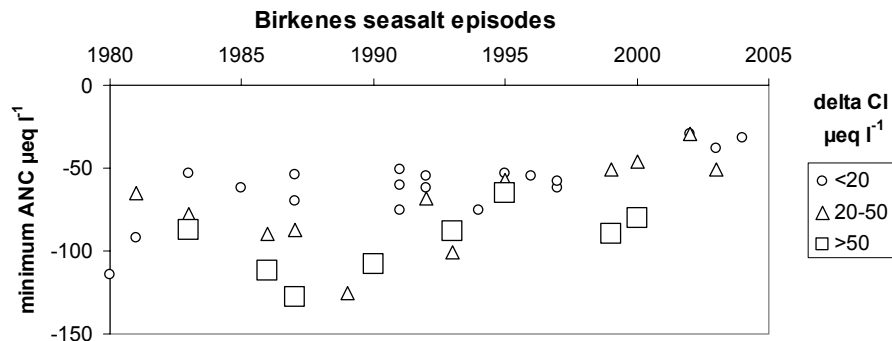 Birkenes seasalt episodes
1980 1985 1990 1995 2000 2005
0
-50
-100
-150
minimum ANC µeq l⁻¹
delta Cl
µeq l⁻¹
<20
20-50
>50